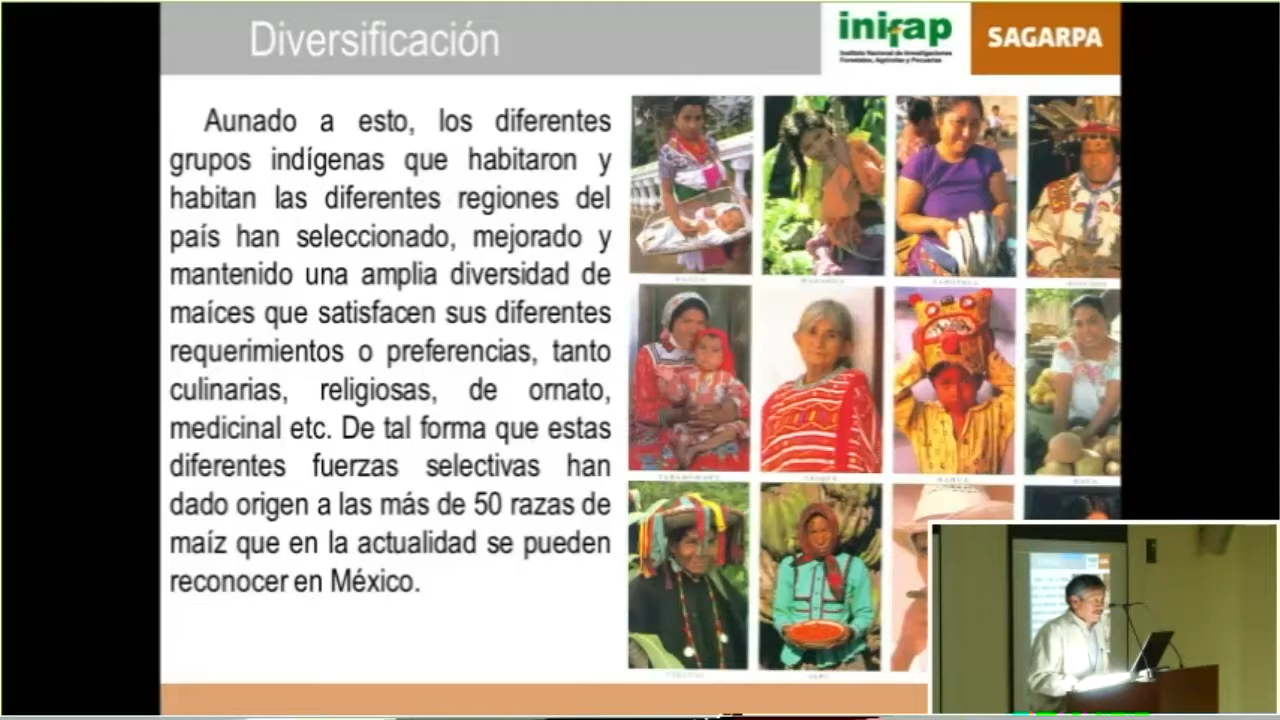 Diversificación
inifap
Instituto Nacional de Investigaciones
Forestales, Agrícolas y Pecuarias
SAGARPA
Aunado a esto, los diferentes
grupos indígenas que habitaron y
habitan las diferentes regiones del
país han seleccionado, mejorado y
mantenido una amplia diversidad de
maíces que satisfacen sus diferentes
requerimientos o preferencias, tanto
culinarias, religiosas, de ornato,
medicinal etc. De tal forma que estas
diferentes fuerzas selectivas han
dado origen a las más de 50 razas de
maíz que en la actualidad se pueden
reconocer en México.